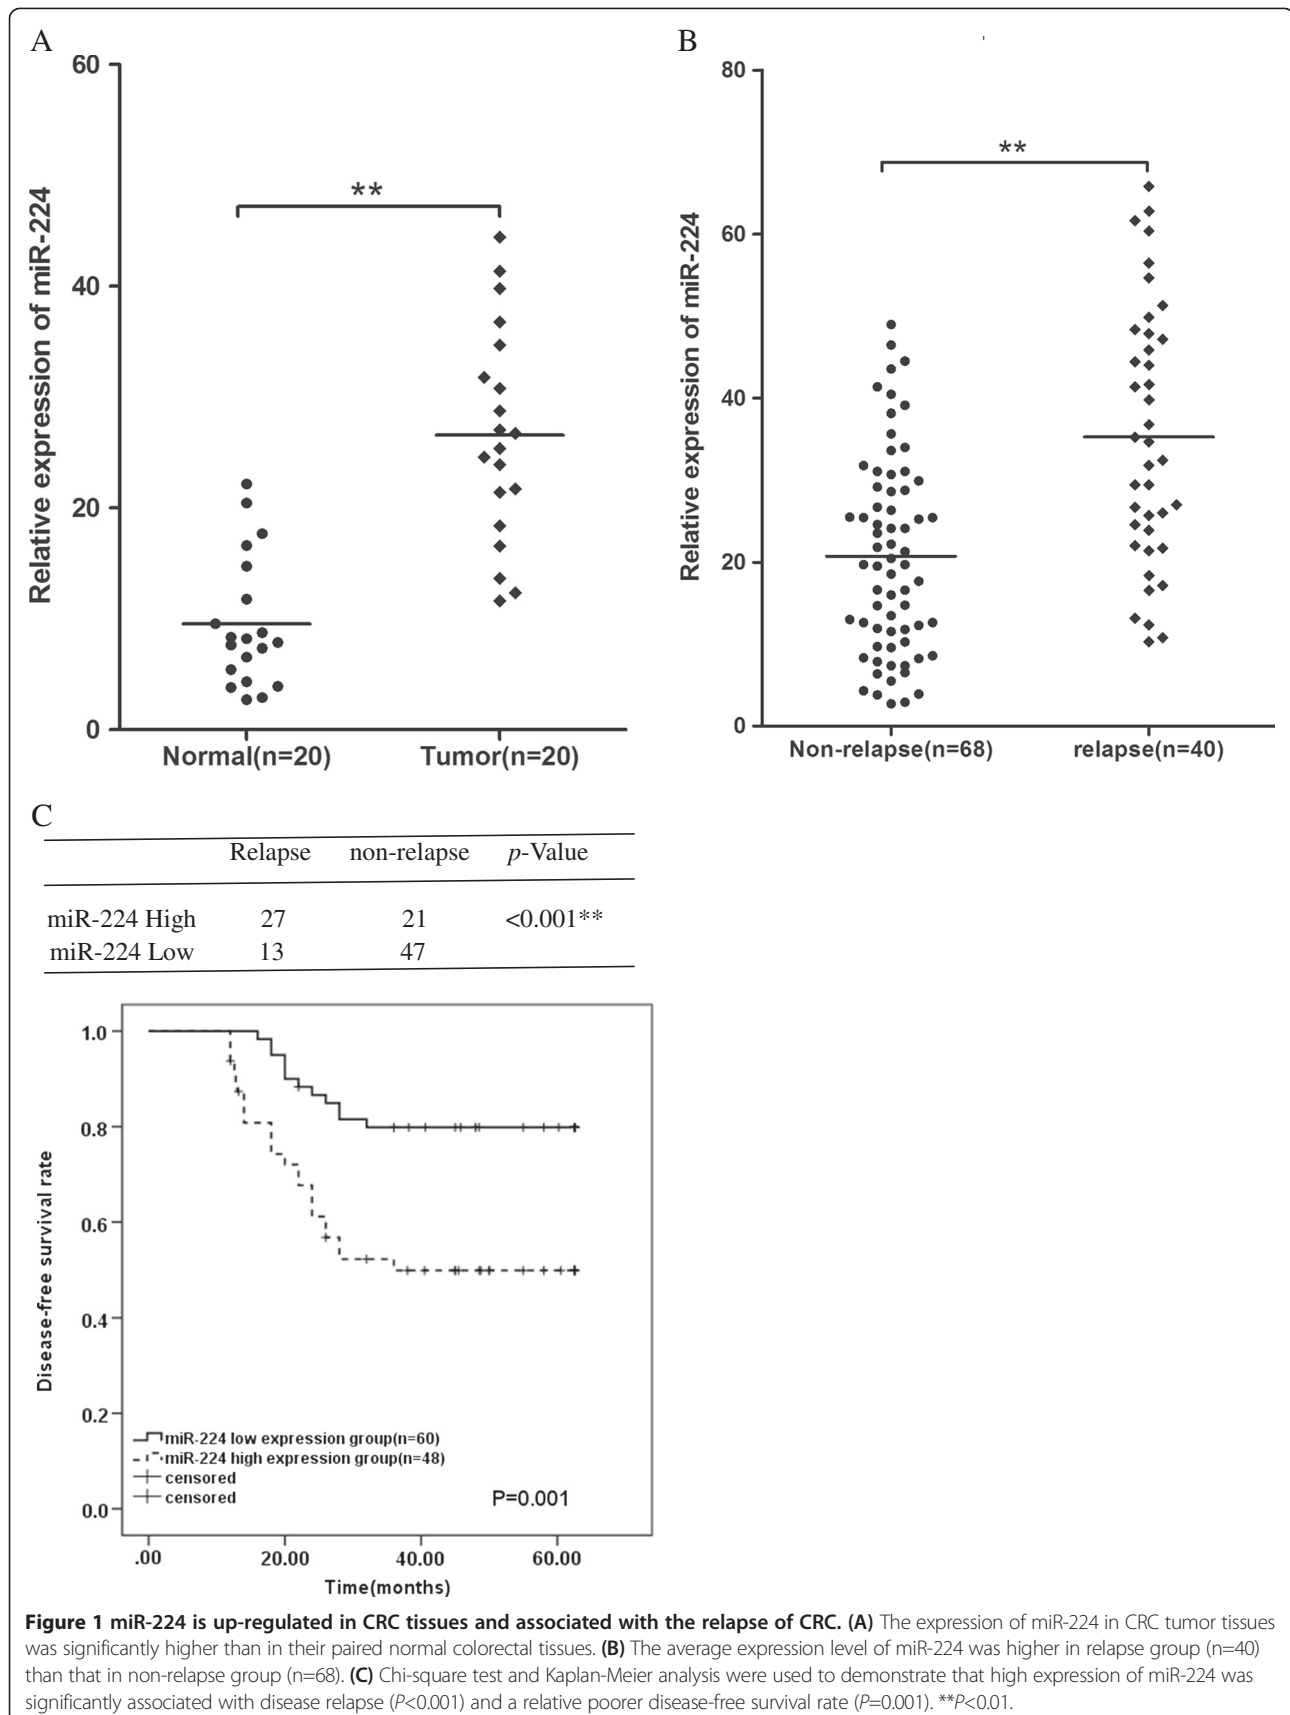 A
60
40
20
0
Relative expression of miR-224
**
Normal(n=20) Tumor(n=20)
B
80
60
40
20
0
Relative expression of miR-224
**
Non-relapse(n=68) relapse(n=40)
C
Relapse non-relapse p-Value
miR-224 High 27 21 <0.001**
miR-224 Low 13 47
1.0
0.8
0.6
0.4
0.2
0.0
Disease-free survival rate
miR-224 low expression group(n=60)
miR-224 high expression group(n=48)
censored
censored
P=0.001
.00 20.00 40.00 60.00
Time(months)
Figure 1 miR-224 is up-regulated in CRC tissues and associated with the relapse of CRC. (A) The expression of miR-224 in CRC tumor tissues
was significantly higher than in their paired normal colorectal tissues. (B) The average expression level of miR-224 was higher in relapse group (n=40)
than that in non-relapse group (n=68). (C) Chi-square test and Kaplan-Meier analysis were used to demonstrate that high expression of miR-224 was
significantly associated with disease relapse (P<0.001) and a relative poorer disease-free survival rate (P=0.001). **P<0.01.